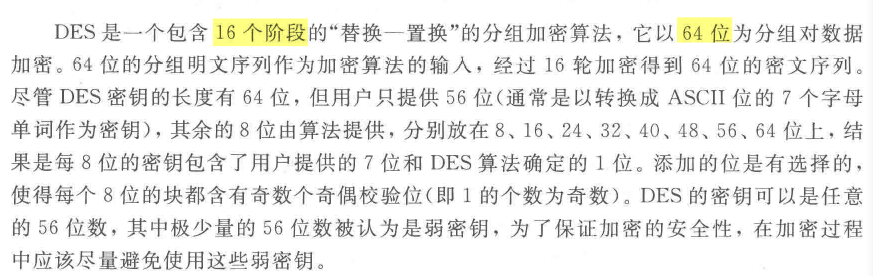 DES 是一个包含 16 个阶段的“替换—置换”的分组加密算法，它以 64 位为分组对数据
加密。64 位的分组明文序列作为加密算法的输入，经过 16 轮加密得到 64 位的密文序列。
尽管 DES 密钥的长度有 64 位，但用户只提供 56 位(通常是以转换成 ASCII 位的 7 个字母
单词作为密钥)，其余的 8 位由算法提供，分别放在 8、16、24、32、40、48、56、64 位上，结
果是每 8 位的密钥包含了用户提供的 7 位和 DES 算法确定的 1 位。添加的位是有选择的，
使得每个 8 位的块都含有奇数个奇偶校验位(即 1 的个数为奇数)。DES 的密钥可以是任意
的 56 位数，其中极少量的 56 位数被认为是弱密钥，为了保证加密的安全性，在加密过程
中应该尽量避免使用这些弱密钥。